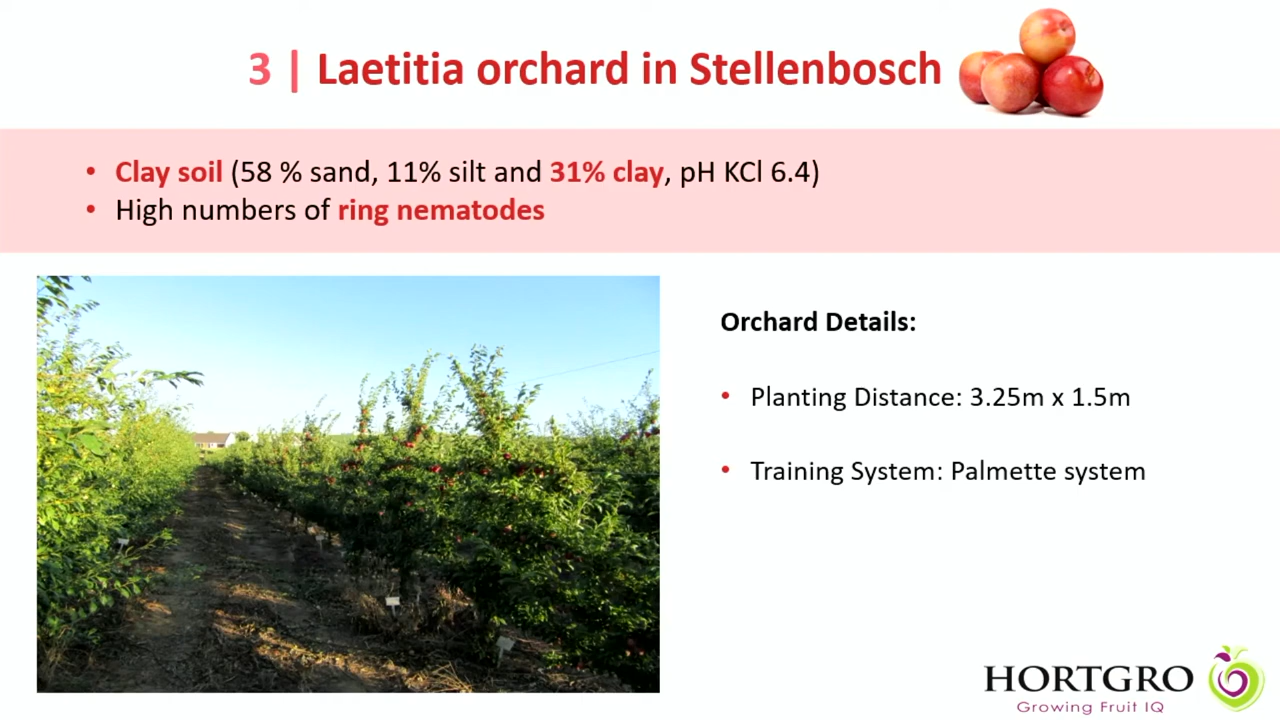 3 | Laetitia orchard in Stellenbosch
• Clay soil (58 % sand, 11% silt and 31% clay, pH KCl 6.4)
• High numbers of ring nematodes
Orchard Details:
• Planting Distance: 3.25m x 1.5m
• Training System: Palmette system
HORTGRO
Growing Fruit IQ